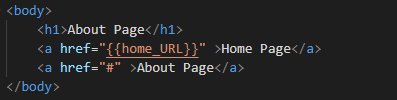 <body>
<h1>About Page</h1>
<a href="{{home_URL}}" >Home Page</a>
<a href="#" >About Page</a>
</body>